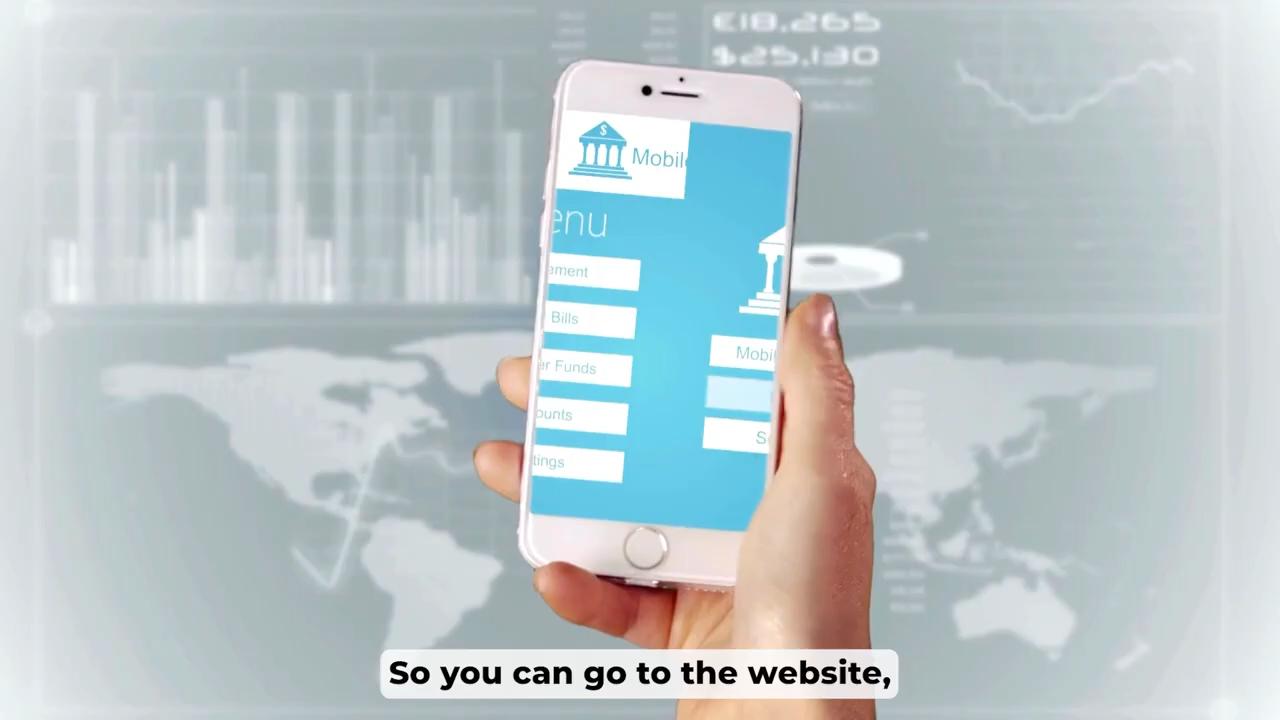 €18,265
$25,130
$
Mobil
enu
ement
Bills
er Funds
ounts
tings
Mobil
S
So you can go to the website,